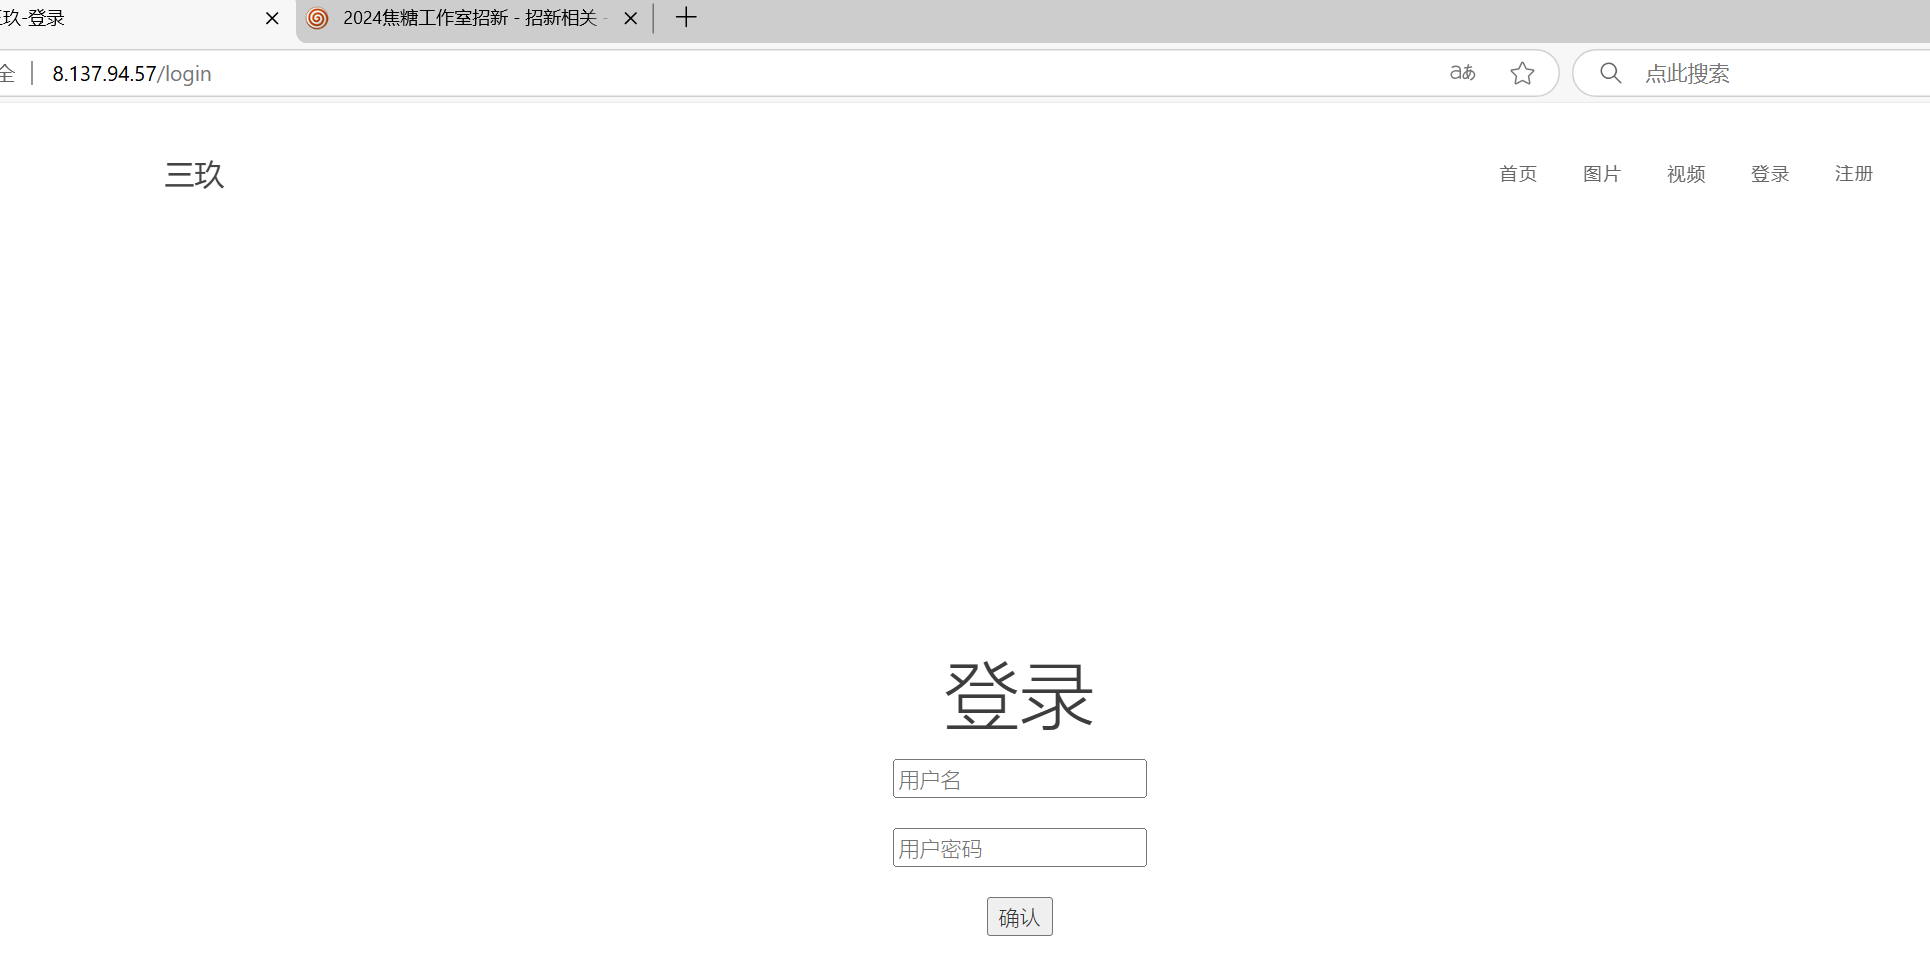 玖-登录
2024焦糖工作室招新 - 招新相关 -
全 8.137.94.57/login
aあ
点此搜索
三玖
首页 图片 视频 登录 注册
登录
用户名
用户密码
确认